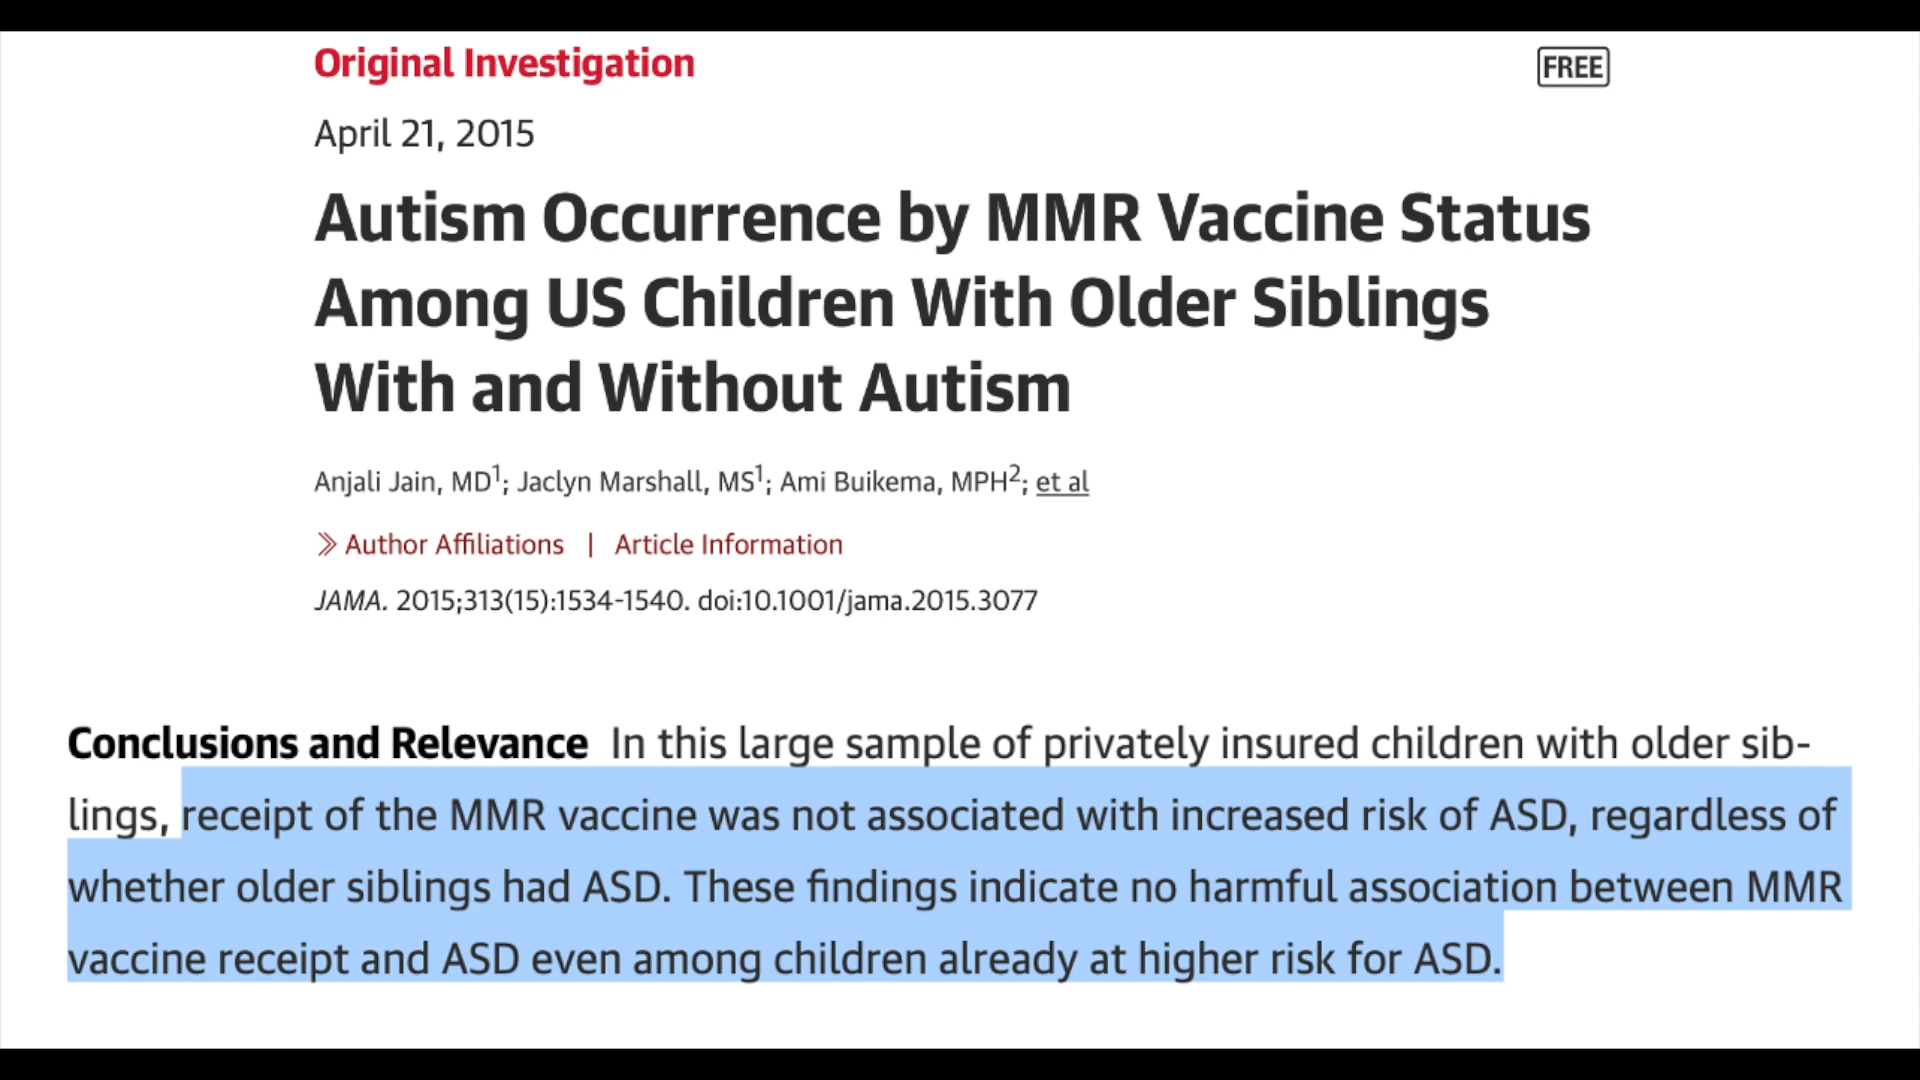 Original Investigation
FREE
April 21, 2015
Autism Occurrence by MMR Vaccine Status
Among US Children With Older Siblings
With and Without Autism
Anjali Jain, MD1; Jaclyn Marshall, MS1; Ami Buikema, MPH2; et al
Author Affiliations | Article Information
JAMA. 2015;313(15):1534-1540. doi:10.1001/jama.2015.3077
Conclusions and Relevance In this large sample of privately insured children with older sib-
lings, receipt of the MMR vaccine was not associated with increased risk of ASD, regardless of
whether older siblings had ASD. These findings indicate no harmful association between MMR
vaccine receipt and ASD even among children already at higher risk for ASD.